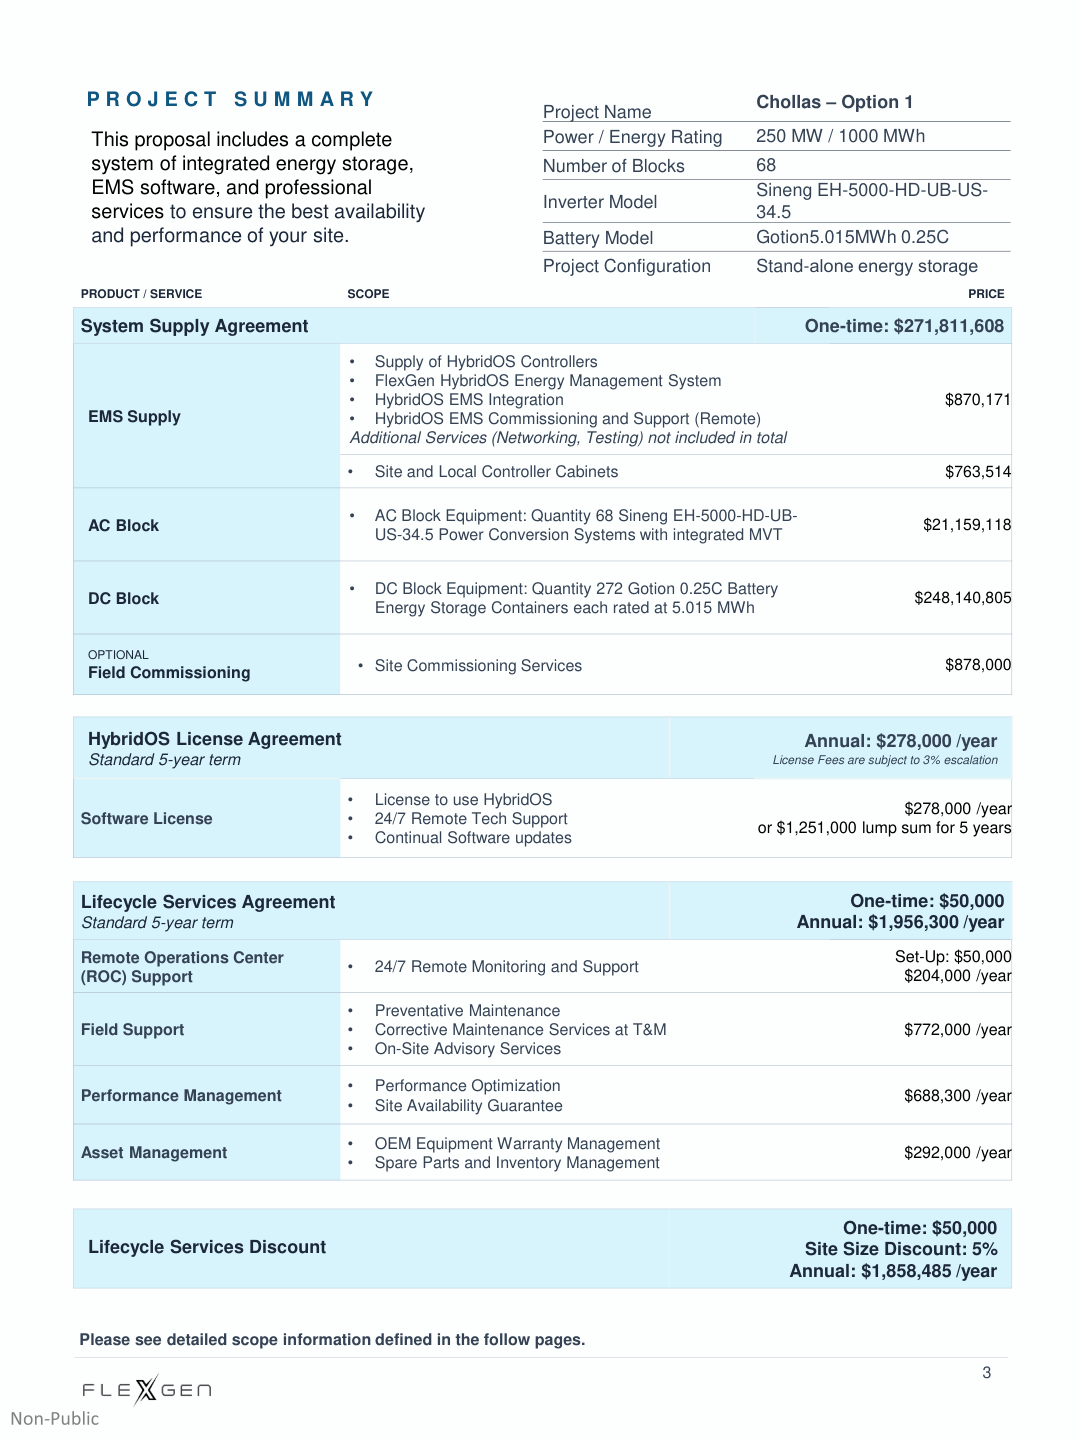 PROJECT SUMMARY
This proposal includes a complete
system of integrated energy storage,
EMS software, and professional
services to ensure the best availability
and performance of your site.
Project Name Chollas – Option 1
Power / Energy Rating 250 MW / 1000 MWh
Number of Blocks 68
Inverter Model Sineng EH-5000-HD-UB-US-
34.5
Battery Model Gotion5.015MWh 0.25C
Project Configuration Stand-alone energy storage
PRODUCT / SERVICE SCOPE PRICE
System Supply Agreement One-time: $271,811,608
EMS Supply
• Supply of HybridOS Controllers
• FlexGen HybridOS Energy Management System
• HybridOS EMS Integration
• HybridOS EMS Commissioning and Support (Remote)
Additional Services (Networking, Testing) not included in total
$870,171
• Site and Local Controller Cabinets $763,514
AC Block
• AC Block Equipment: Quantity 68 Sineng EH-5000-HD-UB-
US-34.5 Power Conversion Systems with integrated MVT
$21,159,118
DC Block
• DC Block Equipment: Quantity 272 Gotion 0.25C Battery
Energy Storage Containers each rated at 5.015 MWh
$248,140,805
OPTIONAL
Field Commissioning
• Site Commissioning Services $878,000
HybridOS License Agreement
Standard 5-year term
Annual: $278,000 /year
License Fees are subject to 3% escalation
Software License
• License to use HybridOS
• 24/7 Remote Tech Support
• Continual Software updates
$278,000 /year
or $1,251,000 lump sum for 5 years
Lifecycle Services Agreement
Standard 5-year term
One-time: $50,000
Annual: $1,956,300 /year
Remote Operations Center
(ROC) Support
• 24/7 Remote Monitoring and Support
Set-Up: $50,000
$204,000 /year
Field Support
• Preventative Maintenance
• Corrective Maintenance Services at T&M
• On-Site Advisory Services
$772,000 /year
Performance Management
• Performance Optimization
• Site Availability Guarantee
$688,300 /year
Asset Management
• OEM Equipment Warranty Management
• Spare Parts and Inventory Management
$292,000 /year
Lifecycle Services Discount
One-time: $50,000
Site Size Discount: 5%
Annual: $1,858,485 /year
Please see detailed scope information defined in the follow pages.
3
FLEXGEN
Non-Public